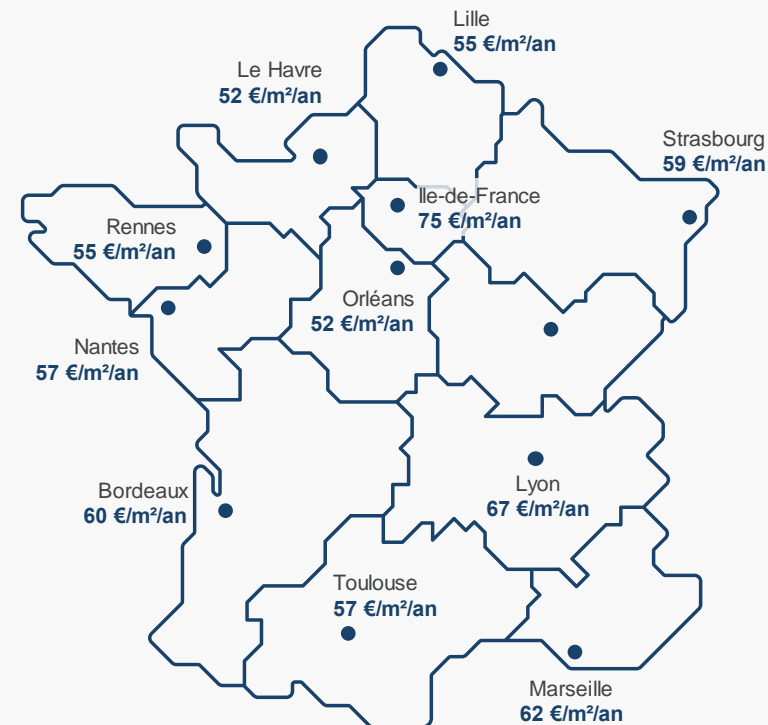 Lille
55 €/m²/an
Le Havre
52 €/m²/an
Strasbourg
59 €/m²/an
Ile-de-France
75 €/m²/an
Rennes
55 €/m²/an
Orléans
52 €/m²/an
Nantes
57 €/m²/an
Bordeaux
60 €/m²/an
Lyon
67 €/m²/an
Toulouse
57 €/m²/an
Marseille
62 €/m²/an